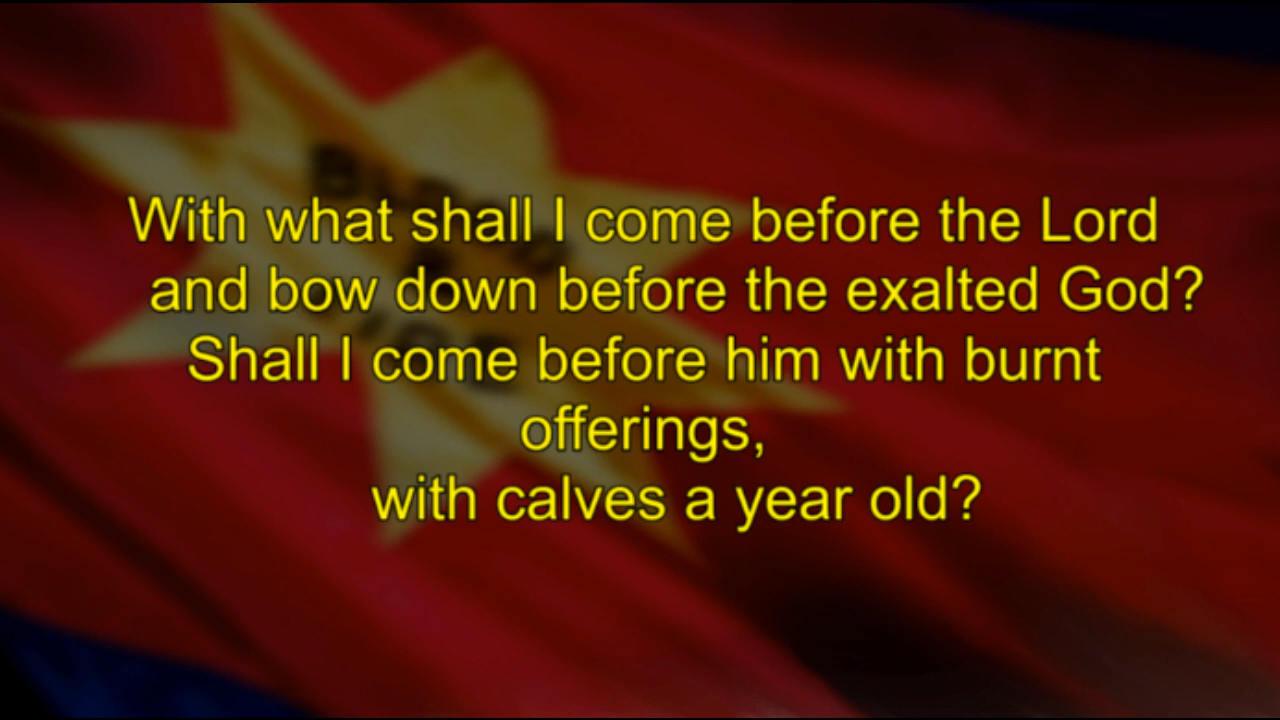 With what shall I come before the Lord
and bow down before the exalted God?
Shall I come before him with burnt
offerings,
with calves a year old?